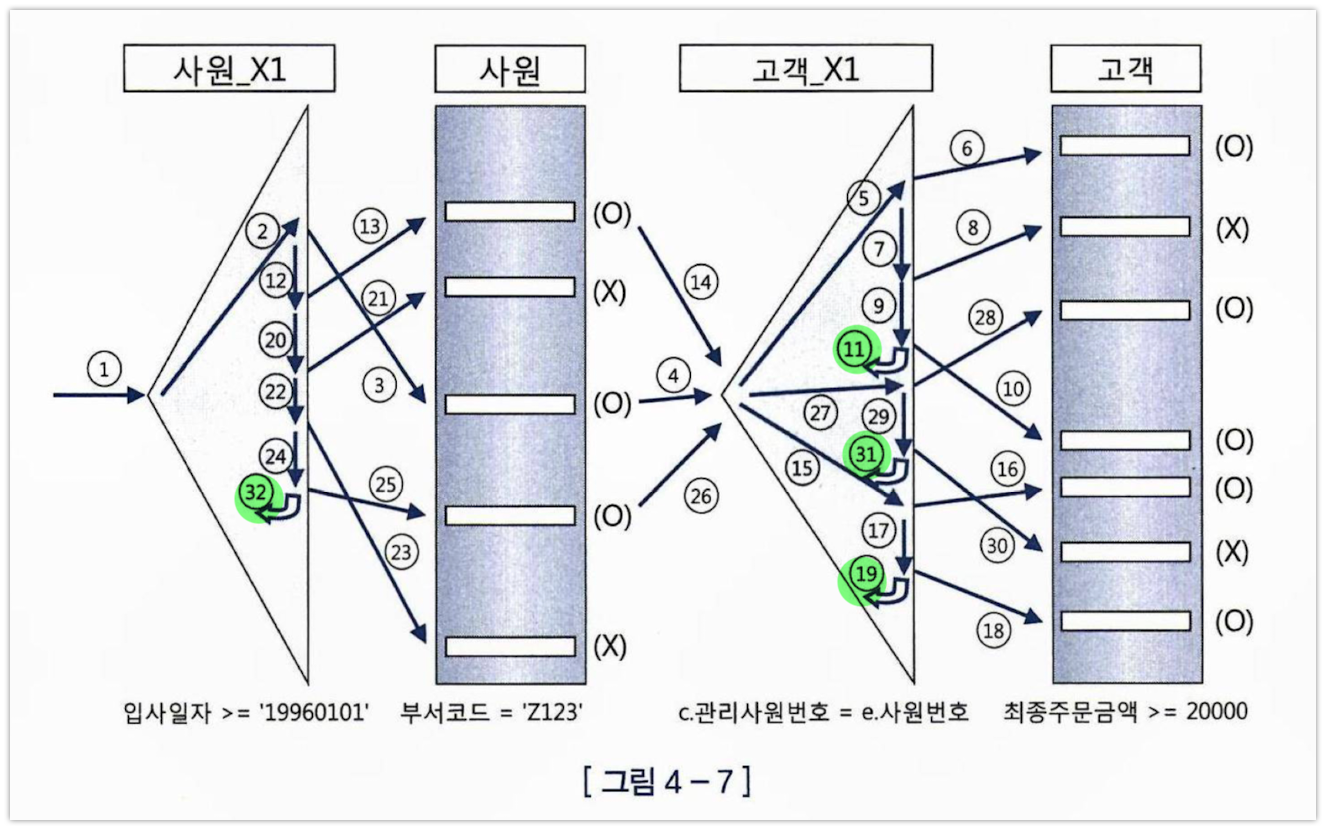 사원_X1 사원 고객_X1 고객
6 (O)
5
2 13 (O) 8 (X)
7
12 14
21 (X) 9 28 (O)
20 11
1 3 4 10
22 (O) 27 29 (O)
24 31
15 16
32 25 26 (O)
(O) 17 30
23 19 (X)
18 (O)
(X)
입사일자 >= '19960101' 부서코드 = 'Z123' c.관리사원번호 = e.사원번호 최종주문금액 >= 20000
[ 그림 4 – 7 ]